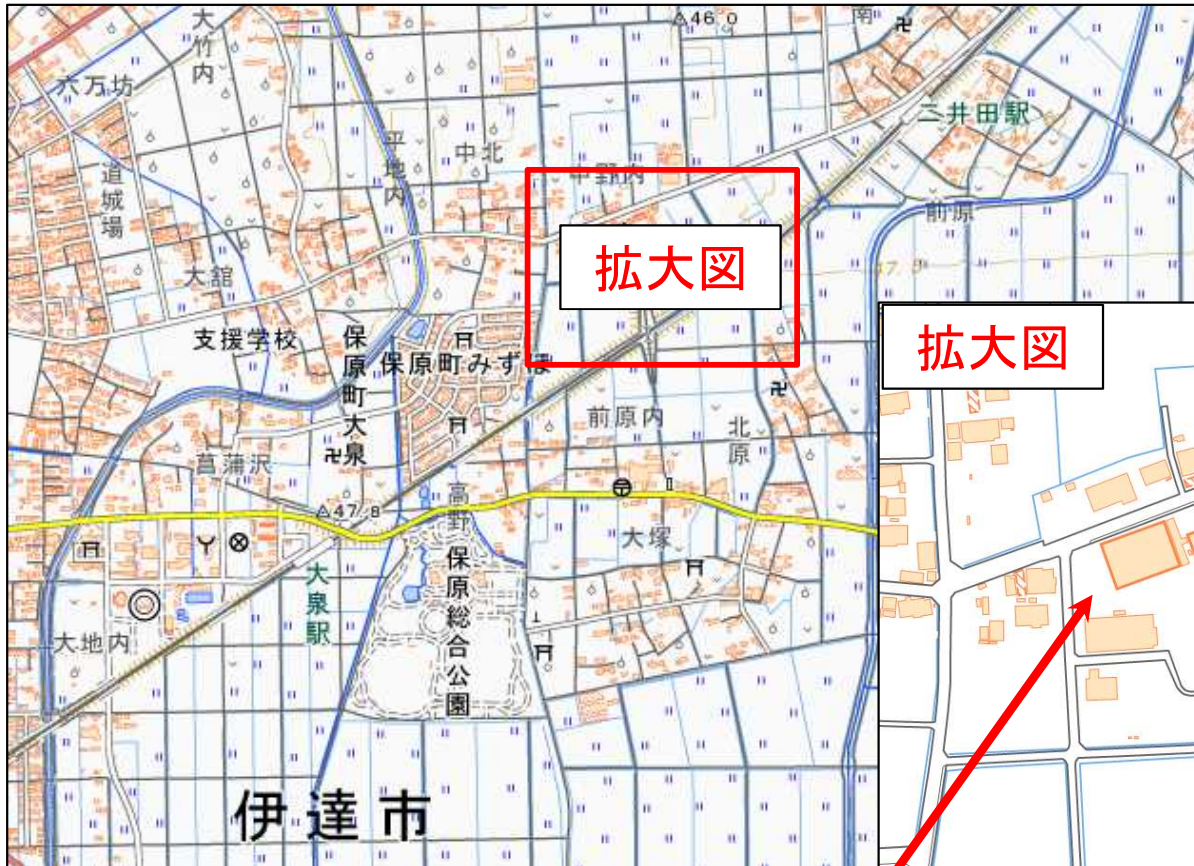 大竹内
△46.0
南
六万坊
二井田駅
道城場
平地内
中北
中野内
前原
拡大図
47.9
大舘
支援学校
保原町大泉
保原町みずほ
拡大図
前原内
北原
菖蒲沢
△47.8
高野
大塚
大泉駅
保原総合公園
大地内
伊達市